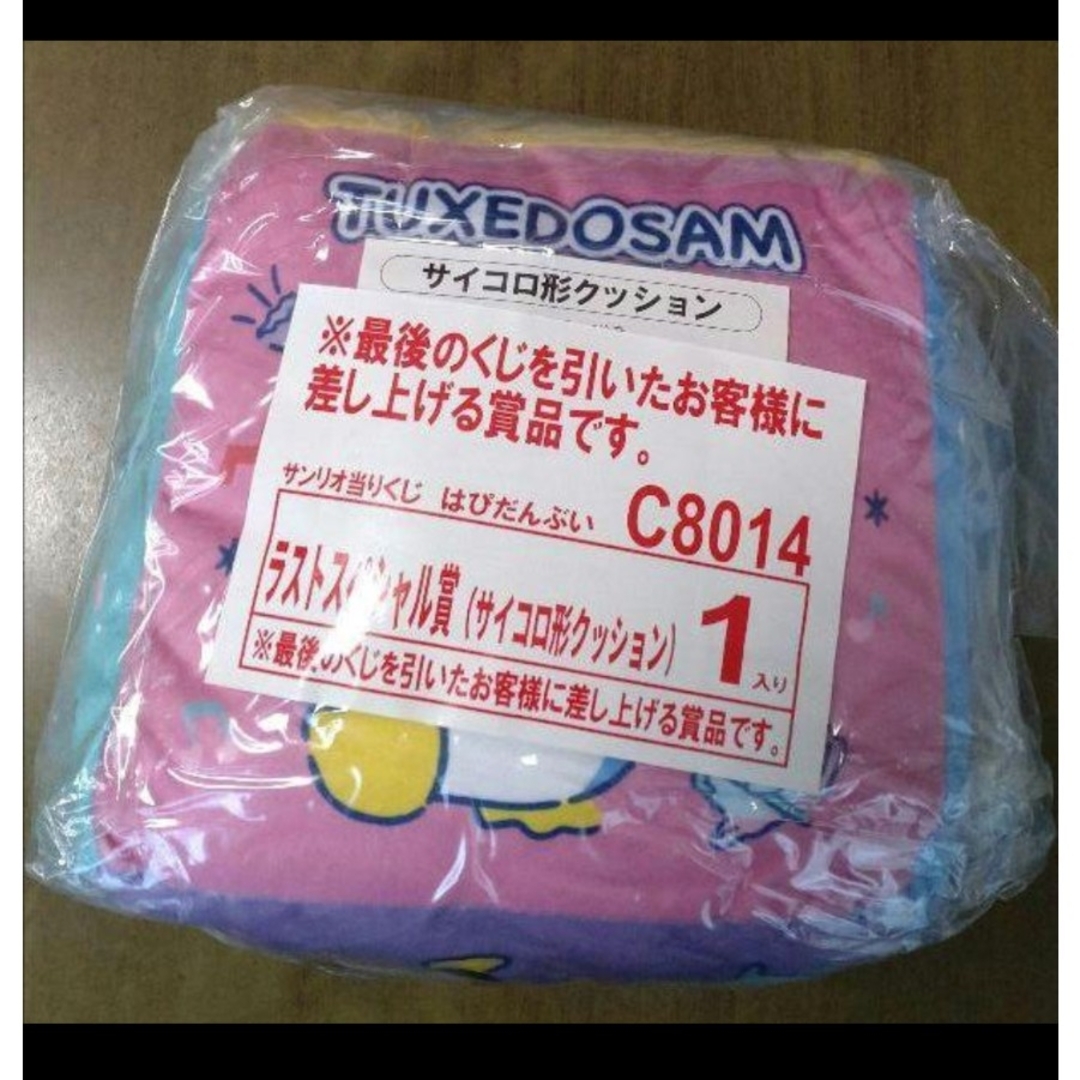 TUXEDOSAM
サイコロ形クッション
※最後のくじを引いたお客様に
差し上げる賞品です。
サンリオ当りくじ はぴだんぶい C8014
ラストスペシャル賞（サイコロ形クッション） 1入り
※最後のくじを引いたお客様に差し上げる賞品です。